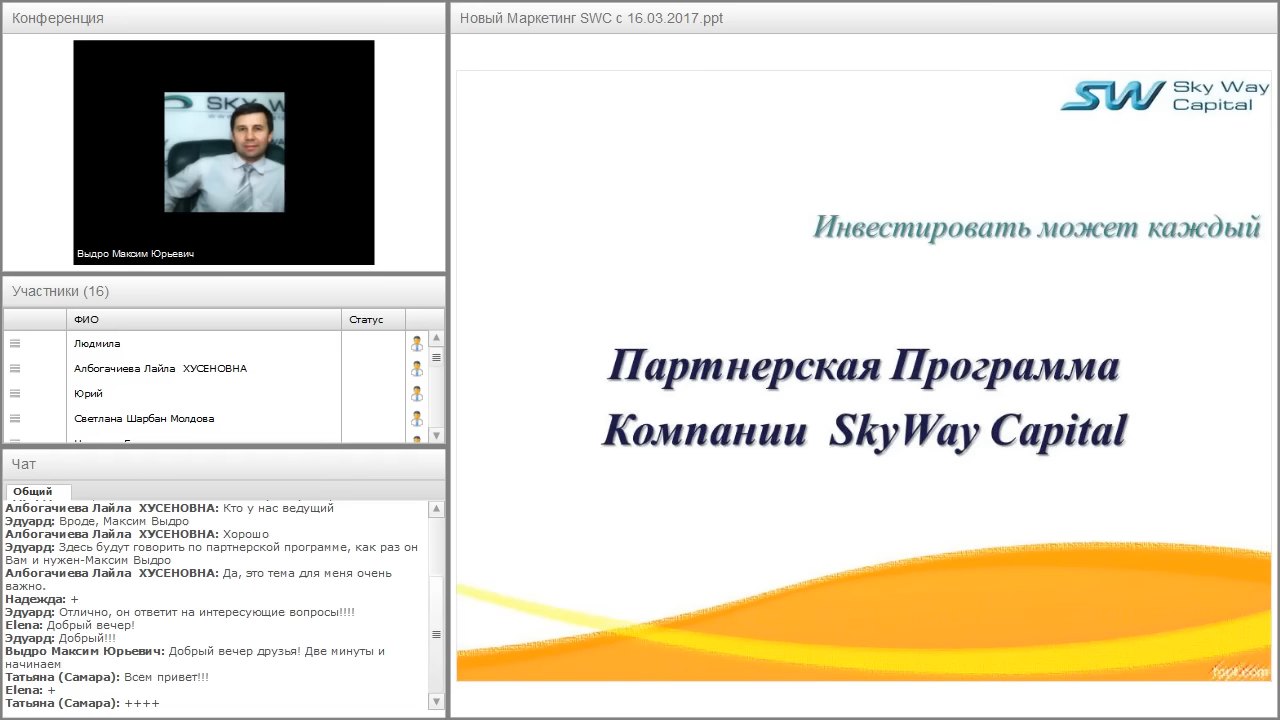 Конференция
Выдро Максим Юрьевич
Участники (16)
ФИО
Статус
Людмила
Албогачиева Лайла ХУСЕНОВНА
Юрий
Светлана Шарбан Молдова
Чат
Общий
Албогачиева Лайла ХУСЕНОВНА: Кто у нас ведущий
Эдуард: Вроде, Максим Выдро
Албогачиева Лайла ХУСЕНОВНА: Хорошо
Эдуард: Здесь будут говорить по партнерской программе, как раз он
Вам и нужен-Максим Выдро
Албогачиева Лайла ХУСЕНОВНА: Да, это тема для меня очень
важно.
Надежда: +
Эдуард: Отлично, он ответит на интересующие вопросы!!!!
Elena: Добрый вечер!
Эдуард: Добрый!!!
Выдро Максим Юрьевич: Добрый вечер друзья! Две минуты и
начинаем
Татьяна (Самара): Всем привет!!!
Elena: +
Татьяна (Самара): ++++
Новый Маркетинг SWC с 16.03.2017.ppt
SW Sky Way
Capital
Инвестировать может каждый
Партнерская Программа
Компании SkyWay Capital
fppt.com